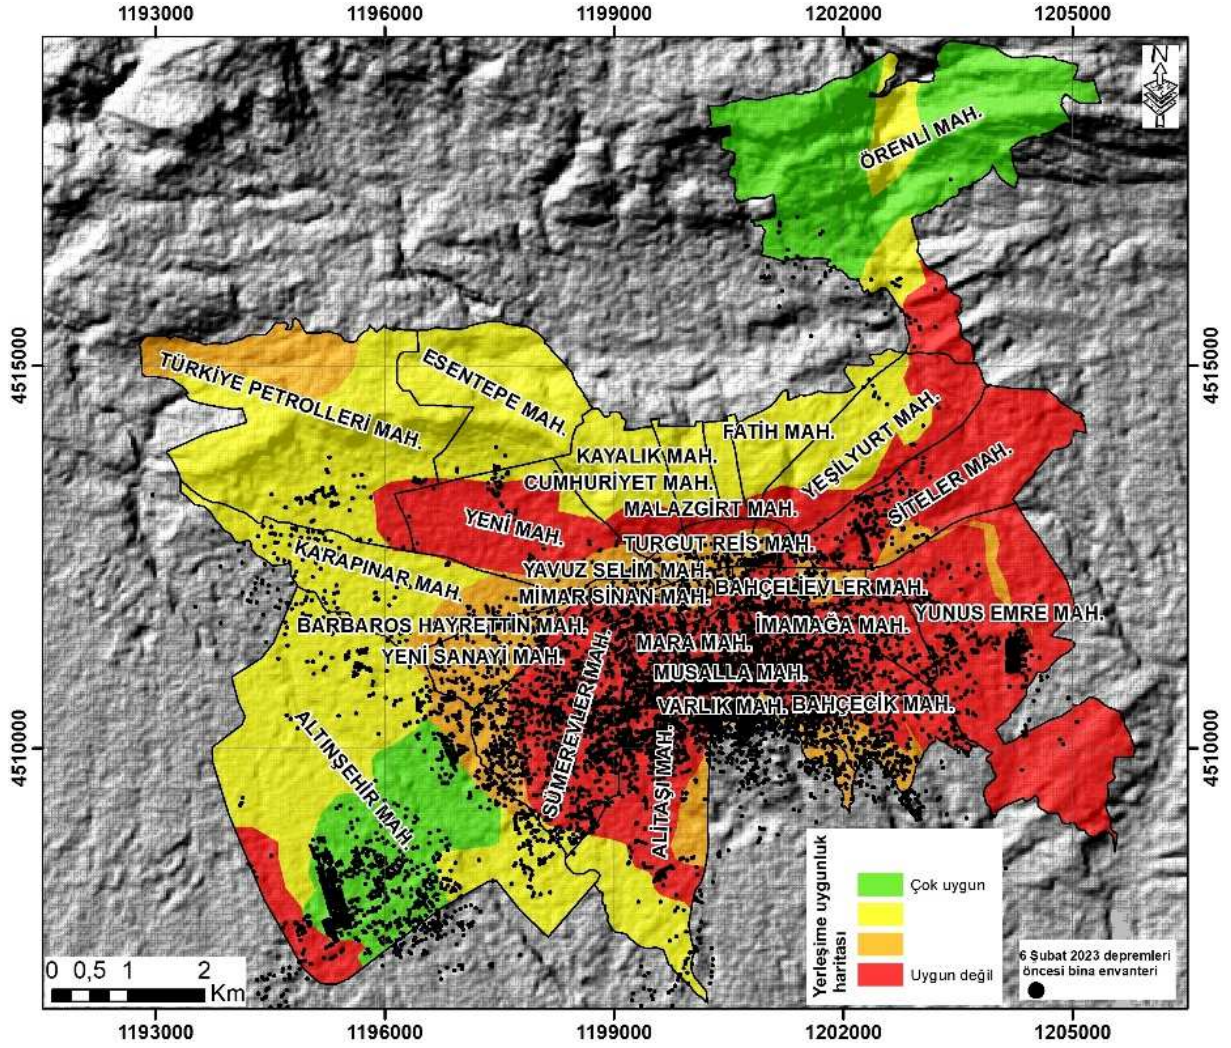 1193000 1196000 1199000 1202000 1205000
N
ÖRENLİ MAH.
4515000
4515000
TÜRKİYE PETROLLERİ MAH.
ESENTEPE MAH.
FATİH MAH.
KAYALIK MAH.
YEŞİLYURT MAH.
CUMHURİYET MAH.
SİTELER MAH.
MALAZGİRT MAH.
YENİ MAH.
TURGUT REİS MAH.
KARAPINAR MAH.
YAVUZ SELİM MAH.
BAHÇELİEVLER MAH.
MİMAR SİNAN MAH.
YUNUS EMRE MAH.
BARBAROS HAYRETTİN MAH.
İMAMAĞA MAH.
MARA MAH.
YENİ SANAYİ MAH.
SÜMEREVLER MAH.
MUSALLA MAH.
VARLIK MAH.
BAHÇECİK MAH.
ALTINŞEHİR MAH.
ALİTAŞI MAH.
4510000
4510000
Yerleşime uygunluk
haritası
Çok uygun
Uygun değil
6 Şubat 2023 depremleri
öncesi bina envanteri
0 0,5 1 2
Km
1193000 1196000 1199000 1202000 1205000